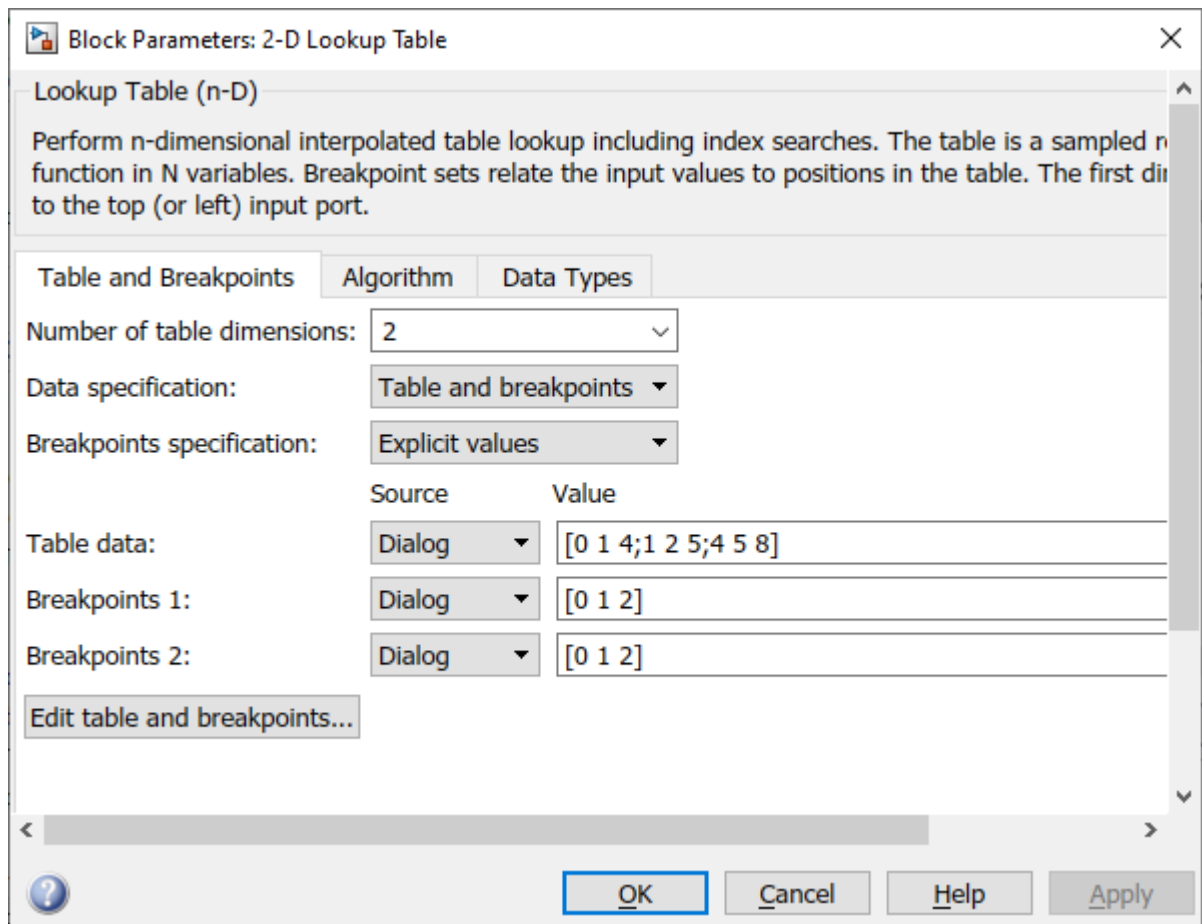 Block Parameters: 2-D Lookup Table
Lookup Table (n-D)
Perform n-dimensional interpolated table lookup including index searches. The table is a sampled
function in N variables. Breakpoint sets relate the input values to positions in the table. The first
to the top (or left) input port.
Table and Breakpoints Algorithm Data Types
Number of table dimensions: 2
Data specification: Table and breakpoints
Breakpoints specification: Explicit values
Source Value
Table data: Dialog [0 1 4;1 2 5;4 5 8]
Breakpoints 1: Dialog [0 1 2]
Breakpoints 2: Dialog [0 1 2]
Edit table and breakpoints...
? OK Cancel Help Apply